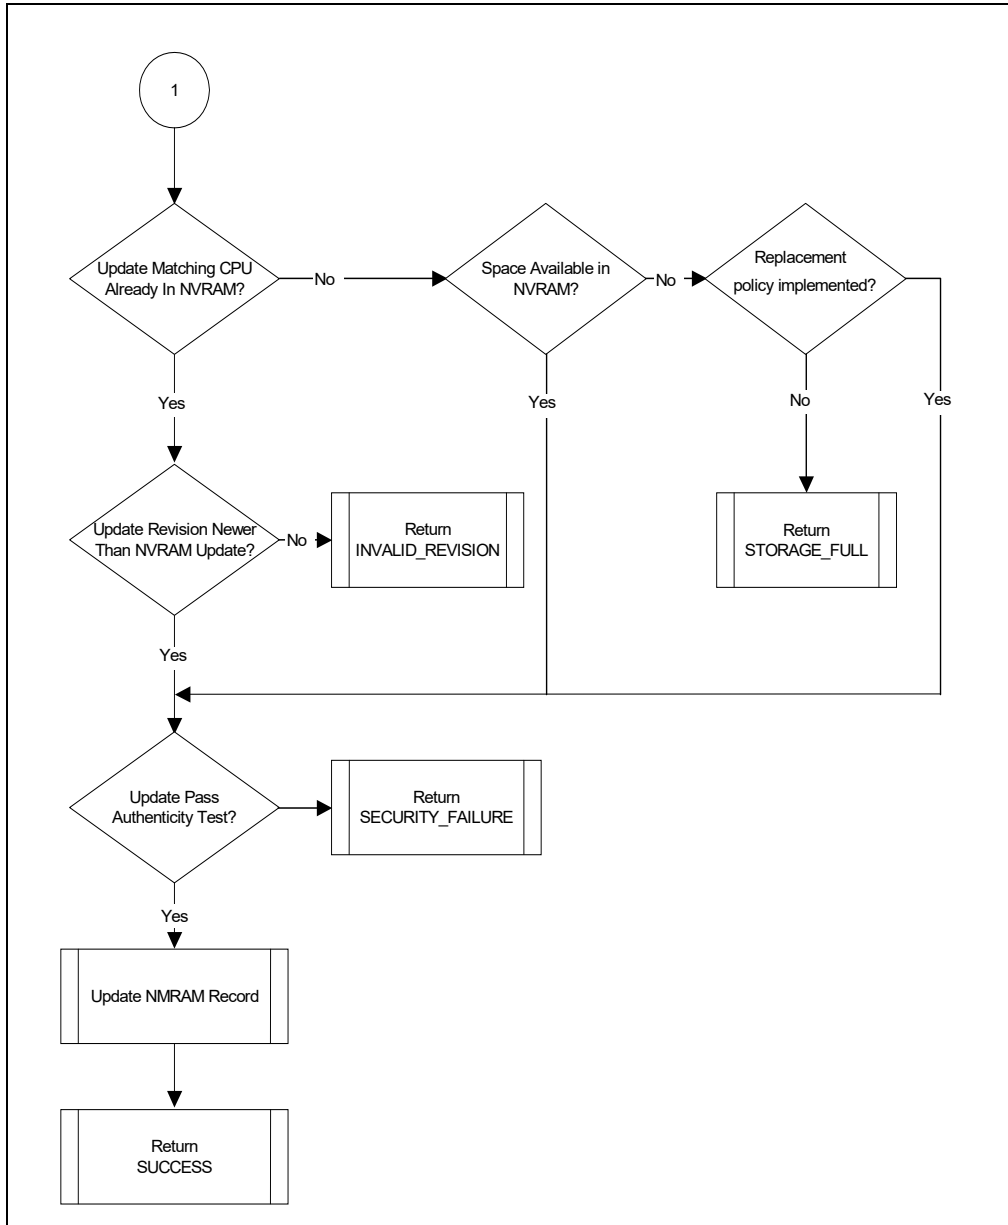 1
Update Matching CPU
Already In NVRAM?
No
Space Available in
NVRAM?
No
Replacement
policy implemented?
Yes
Yes
No
Yes
Update Revision Newer
Than NVRAM Update?
No
Return
INVALID_REVISION
Return
STORAGE_FULL
Yes
Update Pass
Authenticity Test?
Return
SECURITY_FAILURE
Yes
Update NMRAM Record
Return
SUCCESS